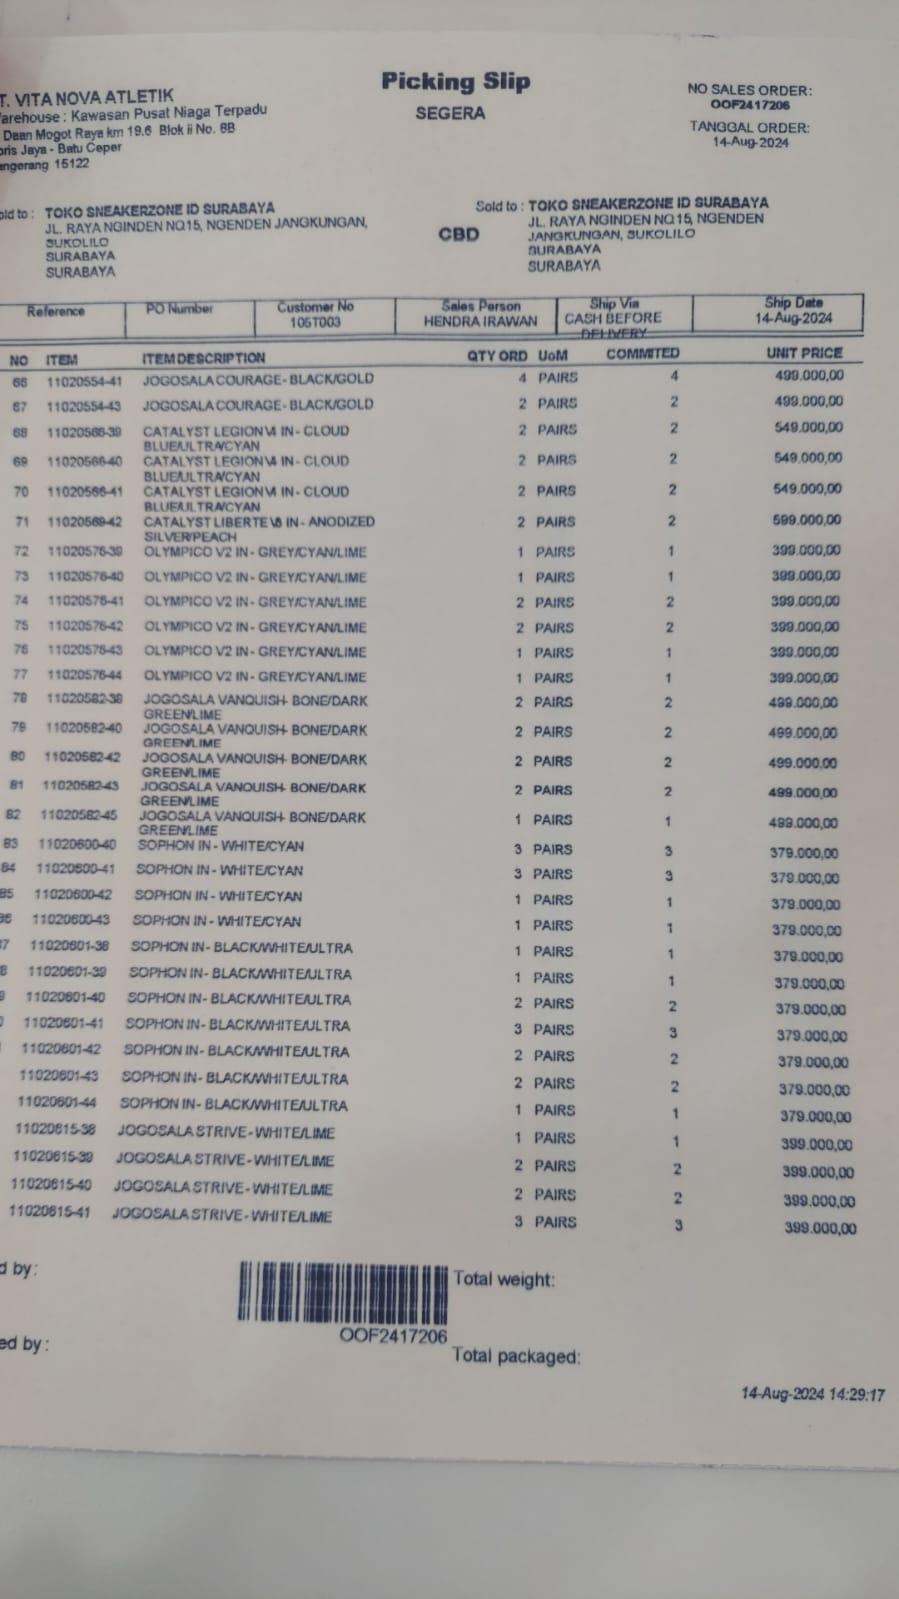 T. VITA NOVA ATLETIK
arehouse : Kawasan Pusat Niaga Terpadu
Daan Mogot Raya km 19.6 Blok ii No. 8B
oris Jaya - Batu Ceper
angerang 15122
Picking Slip
SEGERA
NO SALES ORDER:
OOF2417206
TANGGAL ORDER:
14-Aug-2024
old to : TOKO SNEAKERZONE ID SURABAYA
JL. RAYA NGINDEN NO.15, NGENDEN JANGKUNGAN,
SUKOLILO
SURABAYA
SURABAYA
CBD
Sold to : TOKO SNEAKERZONE ID SURABAYA
JL. RAYA NGINDEN NO.15, NGENDEN
JANGKUNGAN, SUKOLILO
SURABAYA
SURABAYA
Reference PO Number Customer No Sales Person Ship Via Ship Date
105T003 HENDRA IRAWAN CASH BEFORE 14-Aug-2024
DELIVERY
NO ITEM ITEM DESCRIPTION QTY ORD UoM COMMITED UNIT PRICE
66 11020554-41 JOGOSALA COURAGE- BLACK/GOLD 4 PAIRS 4 499.000,00
67 11020554-43 JOGOSALA COURAGE- BLACK/GOLD 2 PAIRS 2 499.000,00
68 11020566-39 CATALYST LEGION V4 IN - CLOUD 2 PAIRS 2 549.000,00
BLUE/ULTRA/CYAN
69 11020566-40 CATALYST LEGION V4 IN - CLOUD 2 PAIRS 2 549.000,00
BLUE/ULTRA/CYAN
70 11020566-41 CATALYST LEGION V4 IN - CLOUD 2 PAIRS 2 549.000,00
BLUE/ULTRA/CYAN
71 11020569-42 CATALYST LIBERTE IN - ANODIZED 2 PAIRS 2 599.000,00
SILVER/PEACH
72 11020576-39 OLYMPICO V2 IN - GREY/CYAN/LIME 1 PAIRS 1 399.000,00
73 11020576-40 OLYMPICO V2 IN - GREY/CYAN/LIME 1 PAIRS 1 399.000,00
74 11020576-41 OLYMPICO V2 IN - GREY/CYAN/LIME 2 PAIRS 2 399.000,00
75 11020576-42 OLYMPICO V2 IN - GREY/CYAN/LIME 2 PAIRS 2 399.000,00
76 11020576-43 OLYMPICO V2 IN - GREY/CYAN/LIME 1 PAIRS 1 399.000,00
77 11020576-44 OLYMPICO V2 IN - GREY/CYAN/LIME 1 PAIRS 1 399.000,00
78 JOGOSALA VANQUISH- BONE/DARK 2 PAIRS 2 499.000,00
GREEN/LIME
79 11020582-40 JOGOSALA VANQUISH- BONE/DARK 2 PAIRS 2 499.000,00
GREEN/LIME
80 11020582-42 JOGOSALA VANQUISH- BONE/DARK 2 PAIRS 2 499.000,00
GREEN/LIME
81 11020582-43 JOGOSALA VANQUISH- BONE/DARK 2 PAIRS 2 499.000,00
GREEN/LIME
82 11020582-45 JOGOSALA VANQUISH- BONE/DARK 1 PAIRS 1 499.000,00
GREEN/LIME
83 11020600-40 SOPHON IN - WHITE/CYAN 3 PAIRS 3 379.000,00
84 11020600-41 SOPHON IN - WHITE/CYAN 3 PAIRS 3 379.000,00
85 11020600-42 SOPHON IN - WHITE/CYAN 1 PAIRS 1 379.000,00
86 11020600-43 SOPHON IN - WHITE/CYAN 1 PAIRS 1 379.000,00
7 11020601-38 SOPHON IN - BLACK/WHITE/ULTRA 1 PAIRS 1 379.000,00
8 11020601-39 SOPHON IN - BLACK/WHITE/ULTRA 1 PAIRS 1 379.000,00
11020601-40 SOPHON IN - BLACK/WHITE/ULTRA 2 PAIRS 2 379.000,00
11020601-41 SOPHON IN - BLACK/WHITE/ULTRA 3 PAIRS 3 379.000,00
11020601-42 SOPHON IN - BLACK/WHITE/ULTRA 2 PAIRS 2 379.000,00
11020601-43 SOPHON IN - BLACK/WHITE/ULTRA 2 PAIRS 2 379.000,00
11020601-44 SOPHON IN - BLACK/WHITE/ULTRA 1 PAIRS 1 379.000,00
11020615-38 JOGOSALA STRIVE - WHITE/LIME 1 PAIRS 1 399.000,00
11020615-39 JOGOSALA STRIVE - WHITE/LIME 2 PAIRS 2 399.000,00
11020615-40 JOGOSALA STRIVE - WHITE/LIME 2 PAIRS 2 399.000,00
11020615-41 JOGOSALA STRIVE - WHITE/LIME 3 PAIRS 3 399.000,00
d by:
Total weight:
OOF2417206
ed by:
Total packaged:
14-Aug-2024 14:29:17